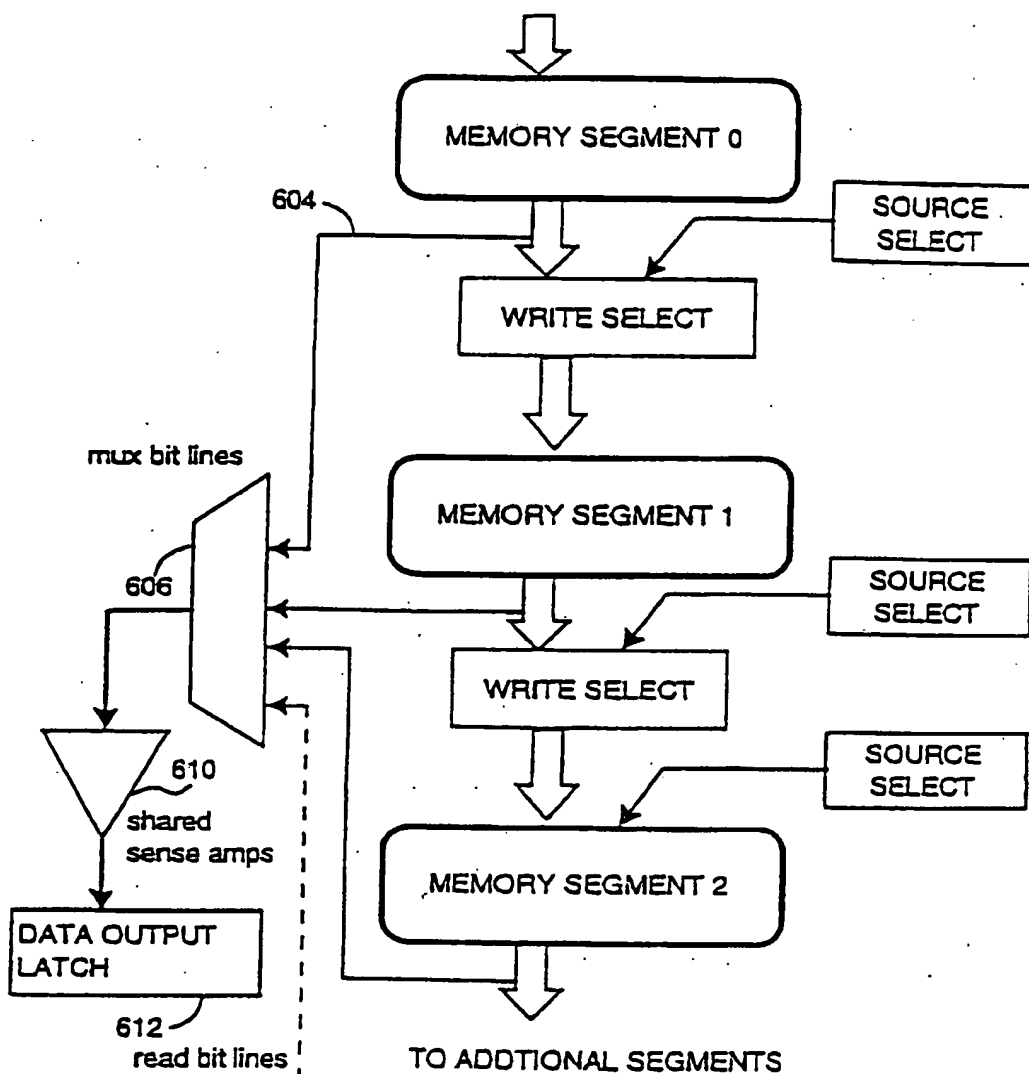 MEMORY SEGMENT 0
604
SOURCE
SELECT
WRITE SELECT
mux bit lines
MEMORY SEGMENT 1
606
SOURCE
SELECT
WRITE SELECT
SOURCE
SELECT
610
shared
sense amps
MEMORY SEGMENT 2
DATA OUTPUT
LATCH
612
read bit lines
TO ADDTIONAL SEGMENTS